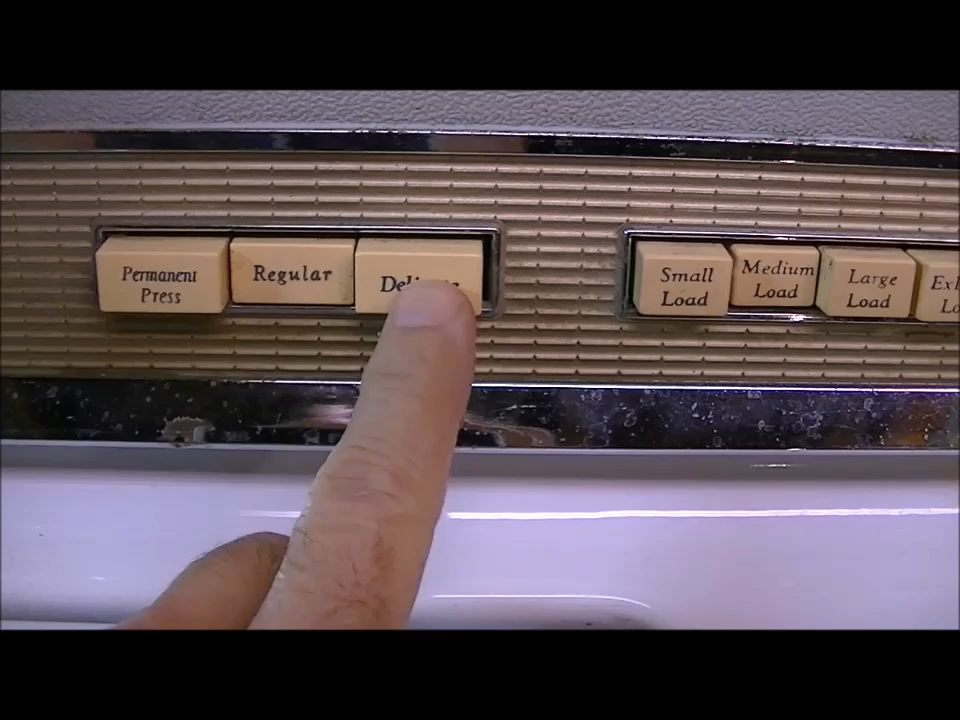 Permanent
Press
Regular
Small
Load
Medium
Load
Large
Load